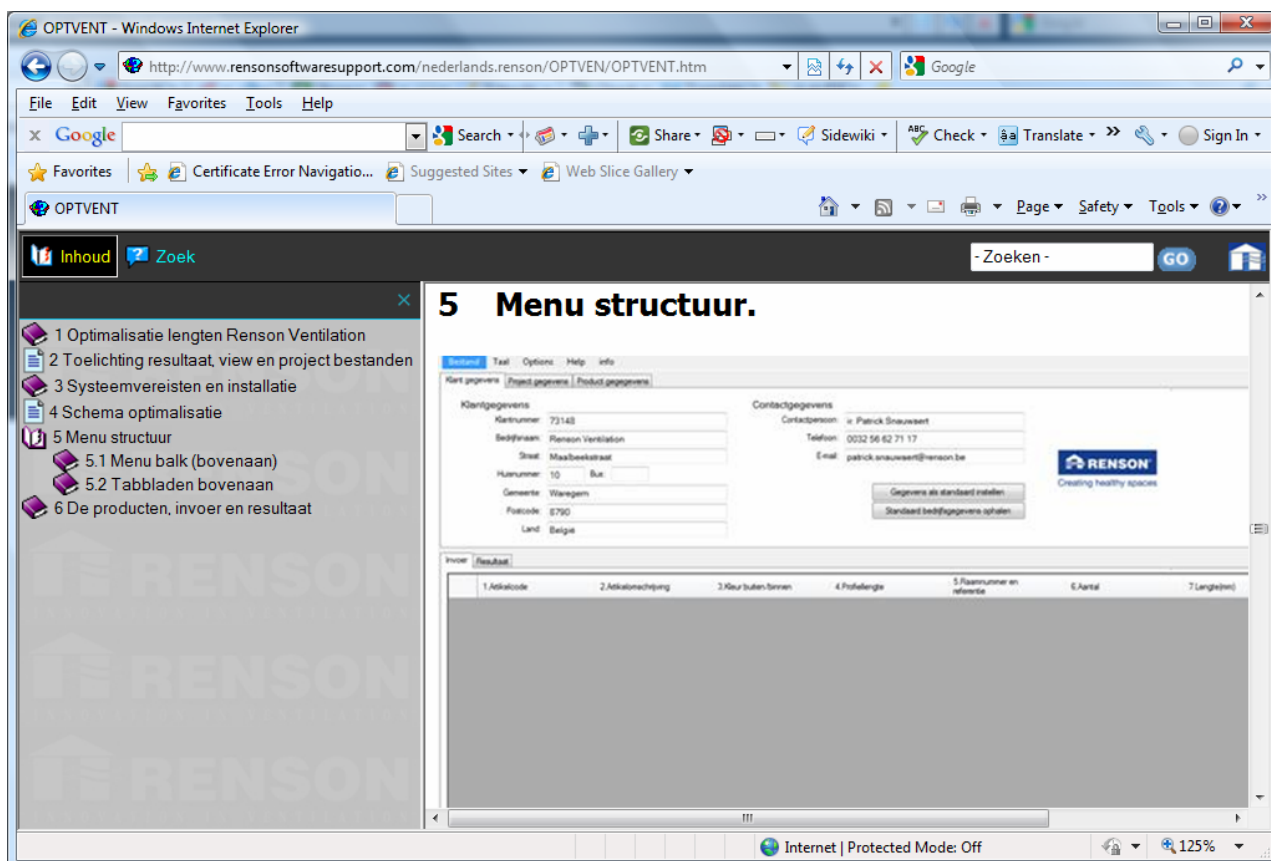 OPTVENT - Windows Internet Explorer
http://www.rensonsoftwaresupport.com/nederlands.renson/OPTVEN/OPTVENT.htm
Google
File Edit View Favorites Tools Help
x Google Search Share Sidewiki Check Translate Sign In
Favorites Certificate Error Navigatio... Suggested Sites Web Slice Gallery
OPTVENT Page Safety Tools
Inhoud Zoek - Zoeken - GO
1 Optimalisatie lengten Renson Ventilation
2 Toelichting resultaat, view en project bestanden
3 Systeemvereisten en installatie
4 Schema optimalisatie
5 Menu structuur
5.1 Menu balk (bovenaan)
5.2 Tabbladen bovenaan
6 De producten, invoer en resultaat
RENSON
RENSON
RENSON
5 Menu structuur.
Bestand Taal Options Help info
Klant gegevens Project gegevens Product gegegevens
Klantgegevens
Klantnummer: 73148
Bedrijfsnaam: Renson Ventilation
Straat: Maalbeekstraat
Huisnummer: 10 Bus:
Gemeente: Waregem
Postcode: 8790
Land: België
Contactgegevens
Contactpersoon: ir. Patrick Snauwaert
Telefoon: 0032 56 62 71 17
E-mail: patrick.snauwaert@renson.be
Gegevens als standaard instellen
Standaard bedrijfsgegevens ophalen
RENSON
Creating healthy spaces
Invoer Resultaat
1.Artikelcode 2.Artikelomschrijving 3.Kleur buiten/binnen 4.Profiellengte 5.Raamnummer en referentie 6.Aantal 7.Lengte(mm)
Internet | Protected Mode: Off 125%